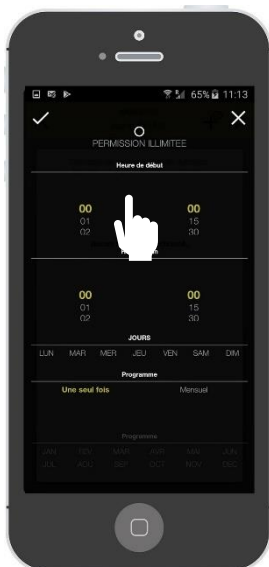 65% 11:13
PERMISSION ILLIMITEE
Heure de début
00 00
01 15
02 30
00 00
01 15
02 30
JOURS
LUN MAR MER JEU VEN SAM DIM
Programme
Une seul fois Mensuel
Programme
JAN FEV MAR AVR MAI JUN
JUL AOU SEP OCT NOV DEC